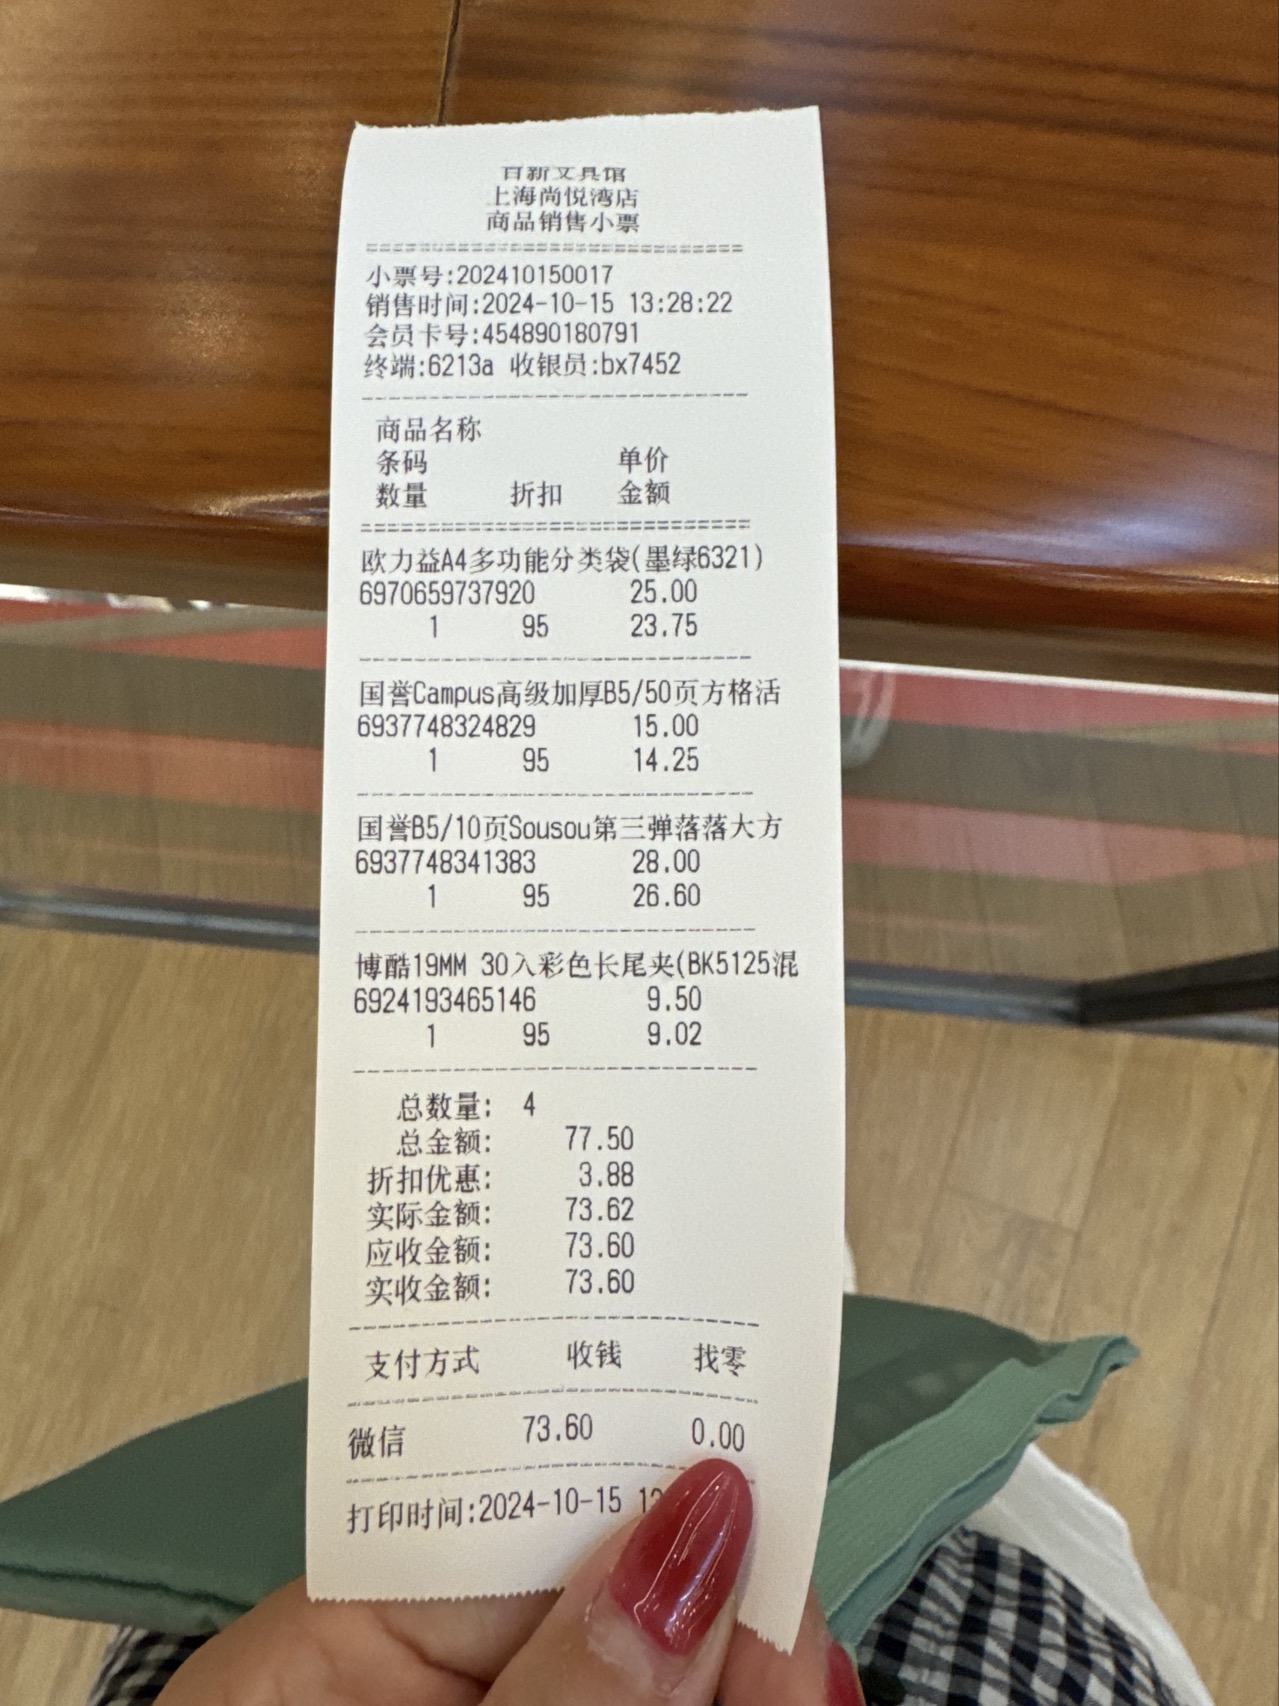 百新文具馆
上海尚悦湾店
商品销售小票
小票号:202410150017
销售时间:2024-10-15 13:28:22
会员卡号:454890180791
终端:6213a 收银员:bx7452
商品名称
条码 单价
数量 折扣 金额
欧力益A4多功能分类袋(墨绿6321)
6970659737920 25.00
1 95 23.75
国誉Campus高级加厚B5/50页方格活
6937748324829 15.00
1 95 14.25
国誉B5/10页Sousou第三弹落落大方
6937748341383 28.00
1 95 26.60
博酷19MM 30入彩色长尾夹(BK5125混
6924193465146 9.50
1 95 9.02
总数量: 4
总金额: 77.50
折扣优惠: 3.88
实际金额: 73.62
应收金额: 73.60
实收金额: 73.60
支付方式 收钱 找零
微信 73.60 0.00
打印时间:2024-10-15